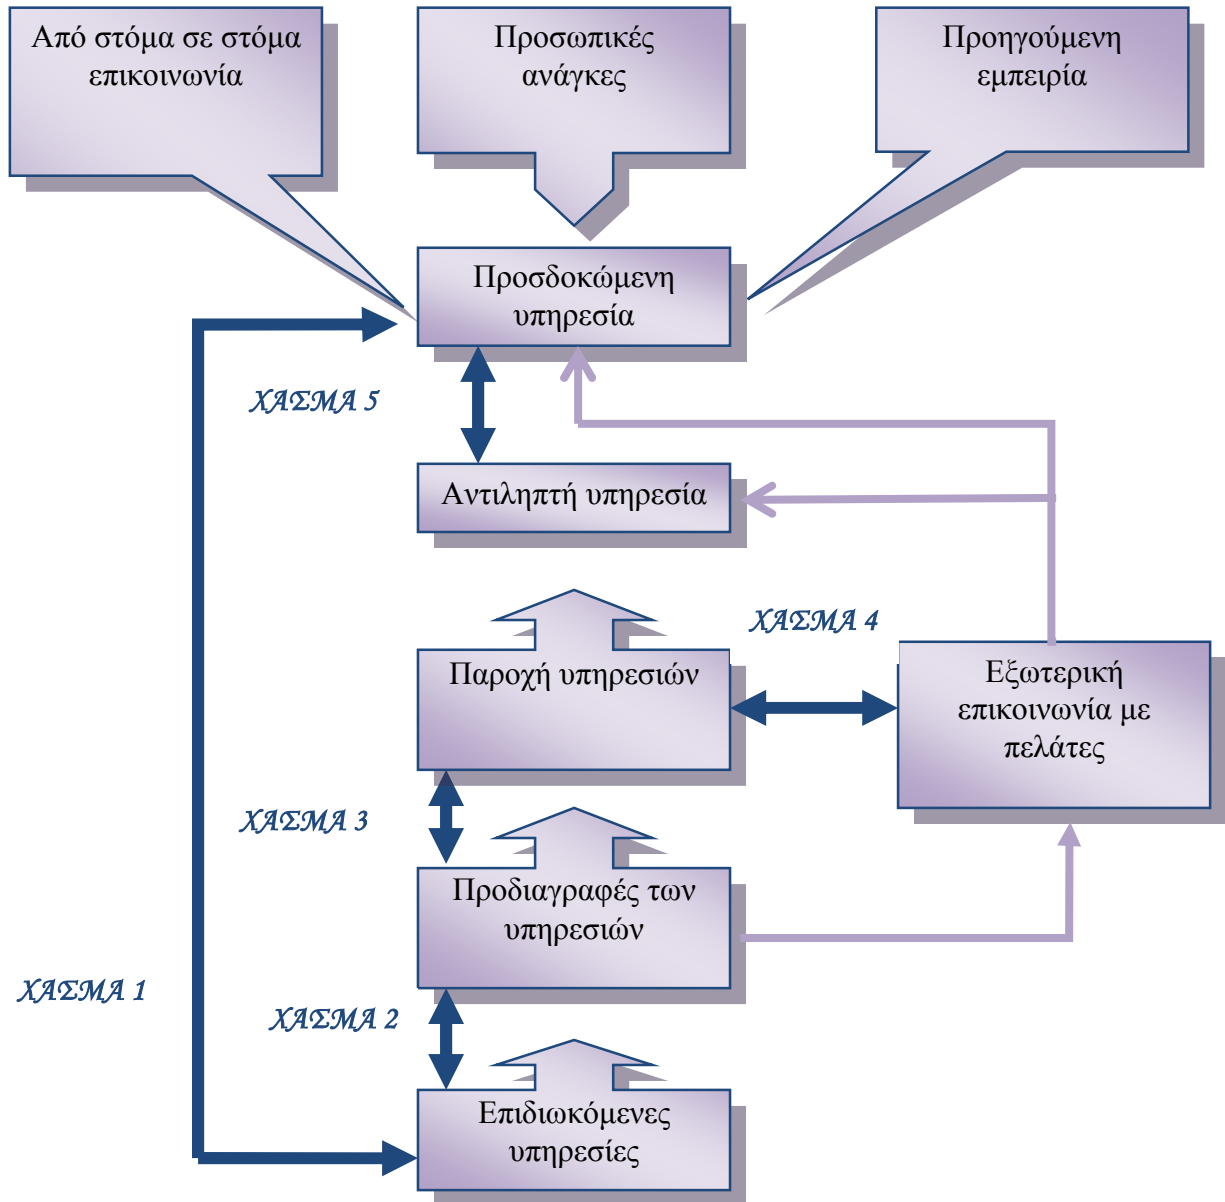 Από στόμα σε στόμα
επικοινωνία
Προσωπικές
ανάγκες
Προηγούμενη
εμπειρία
Προσδοκώμενη
υπηρεσία
ΧΑΣΜΑ 5
Αντιληπτή υπηρεσία
ΧΑΣΜΑ 4
Παροχή υπηρεσιών
Εξωτερική
επικοινωνία με
πελάτες
ΧΑΣΜΑ 3
Προδιαγραφές των
υπηρεσιών
ΧΑΣΜΑ 1
ΧΑΣΜΑ 2
Επιδιωκόμενες
υπηρεσίες